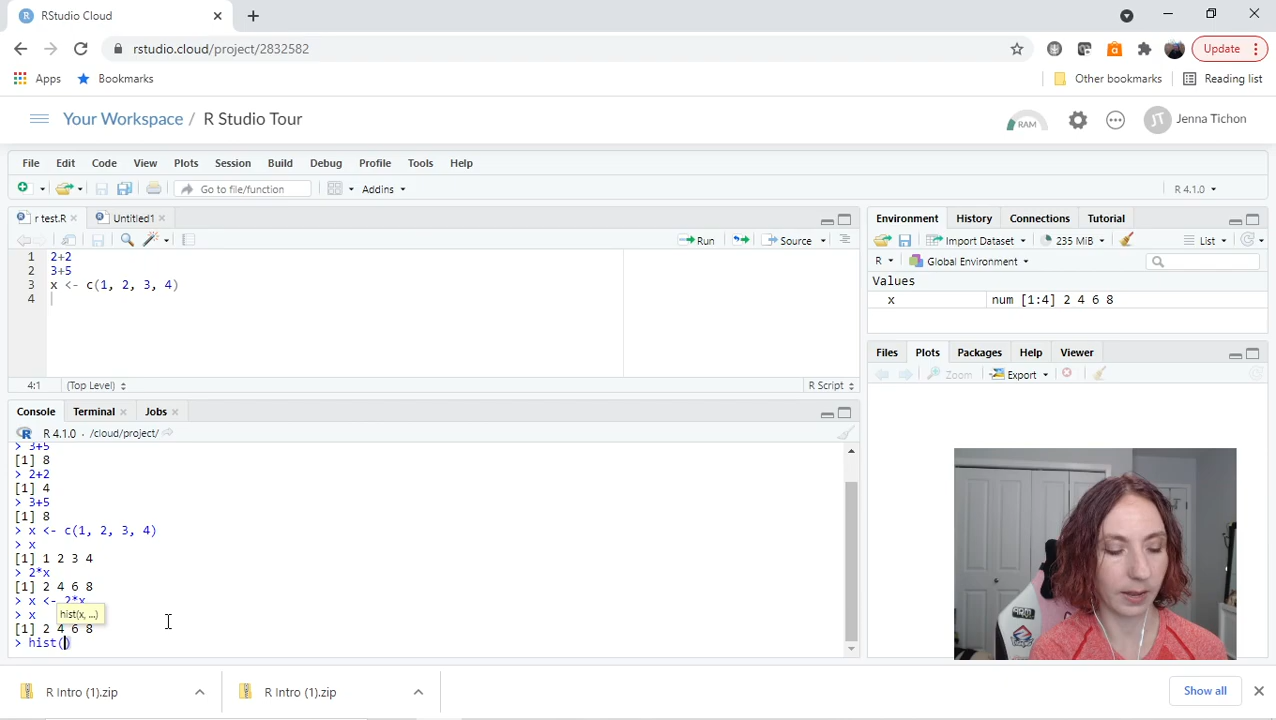 RStudio Cloud
rstudio.cloud/project/2832582
Update
Apps
Bookmarks
Other bookmarks
Reading list
Your Workspace / R Studio Tour
RAM
JT
Jenna Tichon
File Edit Code View Plots Session Build Debug Profile Tools Help
Go to file/function
Addins
R 4.1.0
r test.R
Untitled1
Run
Source
1 2+2
2 3+5
3 x <- c(1, 2, 3, 4)
4
4:1
(Top Level)
R Script
Console Terminal Jobs
R 4.1.0 · /cloud/project/
> 3+5
[1] 8
> 2+2
[1] 4
> 3+5
[1] 8
> x <- c(1, 2, 3, 4)
> x
[1] 1 2 3 4
> 2*x
[1] 2 4 6 8
> x <- 2*x
hist(x, ...)
> x
[1] 2 4 6 8
> hist()
Environment History Connections Tutorial
Import Dataset
235 MiB
List
R
Global Environment
Values
x num [1:4] 2 4 6 8
Files Plots Packages Help Viewer
Zoom
Export
R Intro (1).zip
R Intro (1).zip
Show all